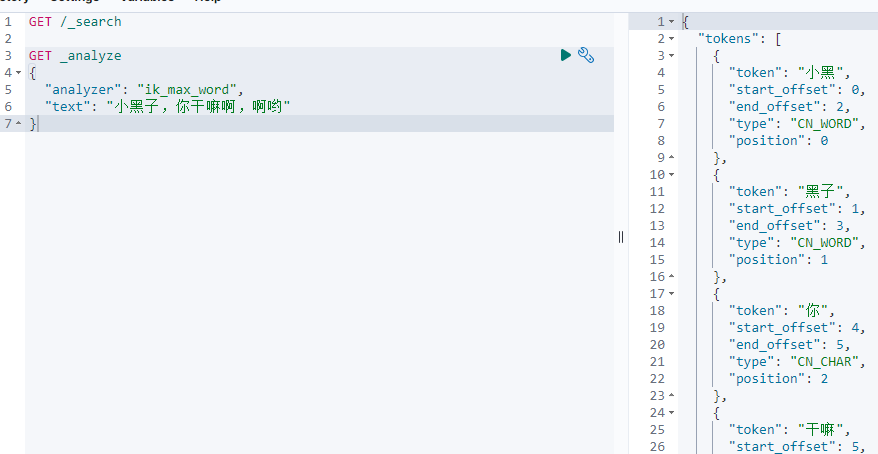 Settings
Help
1 GET /_search
2
3 GET _analyze
4 {
5 "analyzer": "ik_max_word",
6 "text": "小黑子，你干嘛啊，啊哟"
7 }
1 {
2 "tokens": [
3 {
4 "token": "小黑",
5 "start_offset": 0,
6 "end_offset": 2,
7 "type": "CN_WORD",
8 "position": 0
9 },
10 {
11 "token": "黑子",
12 "start_offset": 1,
13 "end_offset": 3,
14 "type": "CN_WORD",
15 "position": 1
16 },
17 {
18 "token": "你",
19 "start_offset": 4,
20 "end_offset": 5,
21 "type": "CN_CHAR",
22 "position": 2
23 },
24 {
25 "token": "干嘛",
26 "start_offset": 5,